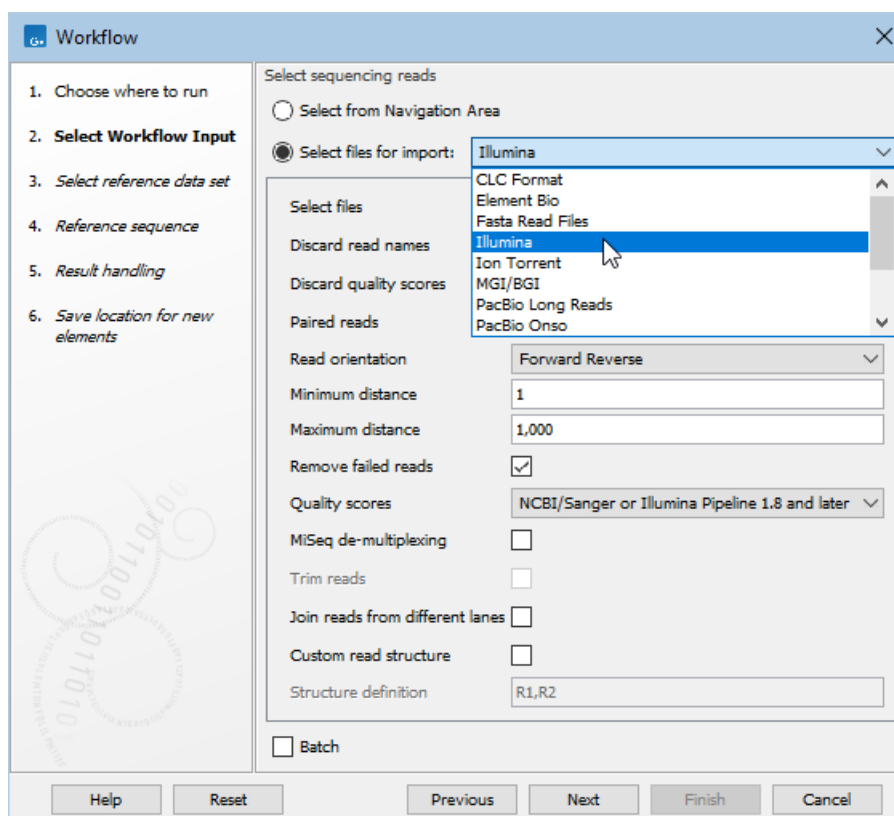 G.
Workflow
1. Choose where to run
2. Select Workflow Input
3. Select reference data set
4. Reference sequence
5. Result handling
6. Save location for new
elements
Select sequencing reads
Select from Navigation Area
Select files for import: Illumina
CLC Format
Element Bio
Fasta Read Files
Illumina
Ion Torrent
MGI/BGI
PacBio Long Reads
PacBio Onso
Select files
Discard read names
Discard quality scores
Paired reads
Read orientation Forward Reverse
Minimum distance 1
Maximum distance 1,000
Remove failed reads
Quality scores NCBI/Sanger or Illumina Pipeline 1.8 and later
MiSeq de-multiplexing
Trim reads
Join reads from different lanes
Custom read structure
Structure definition R1,R2
Batch
Help Reset Previous Next Finish Cancel